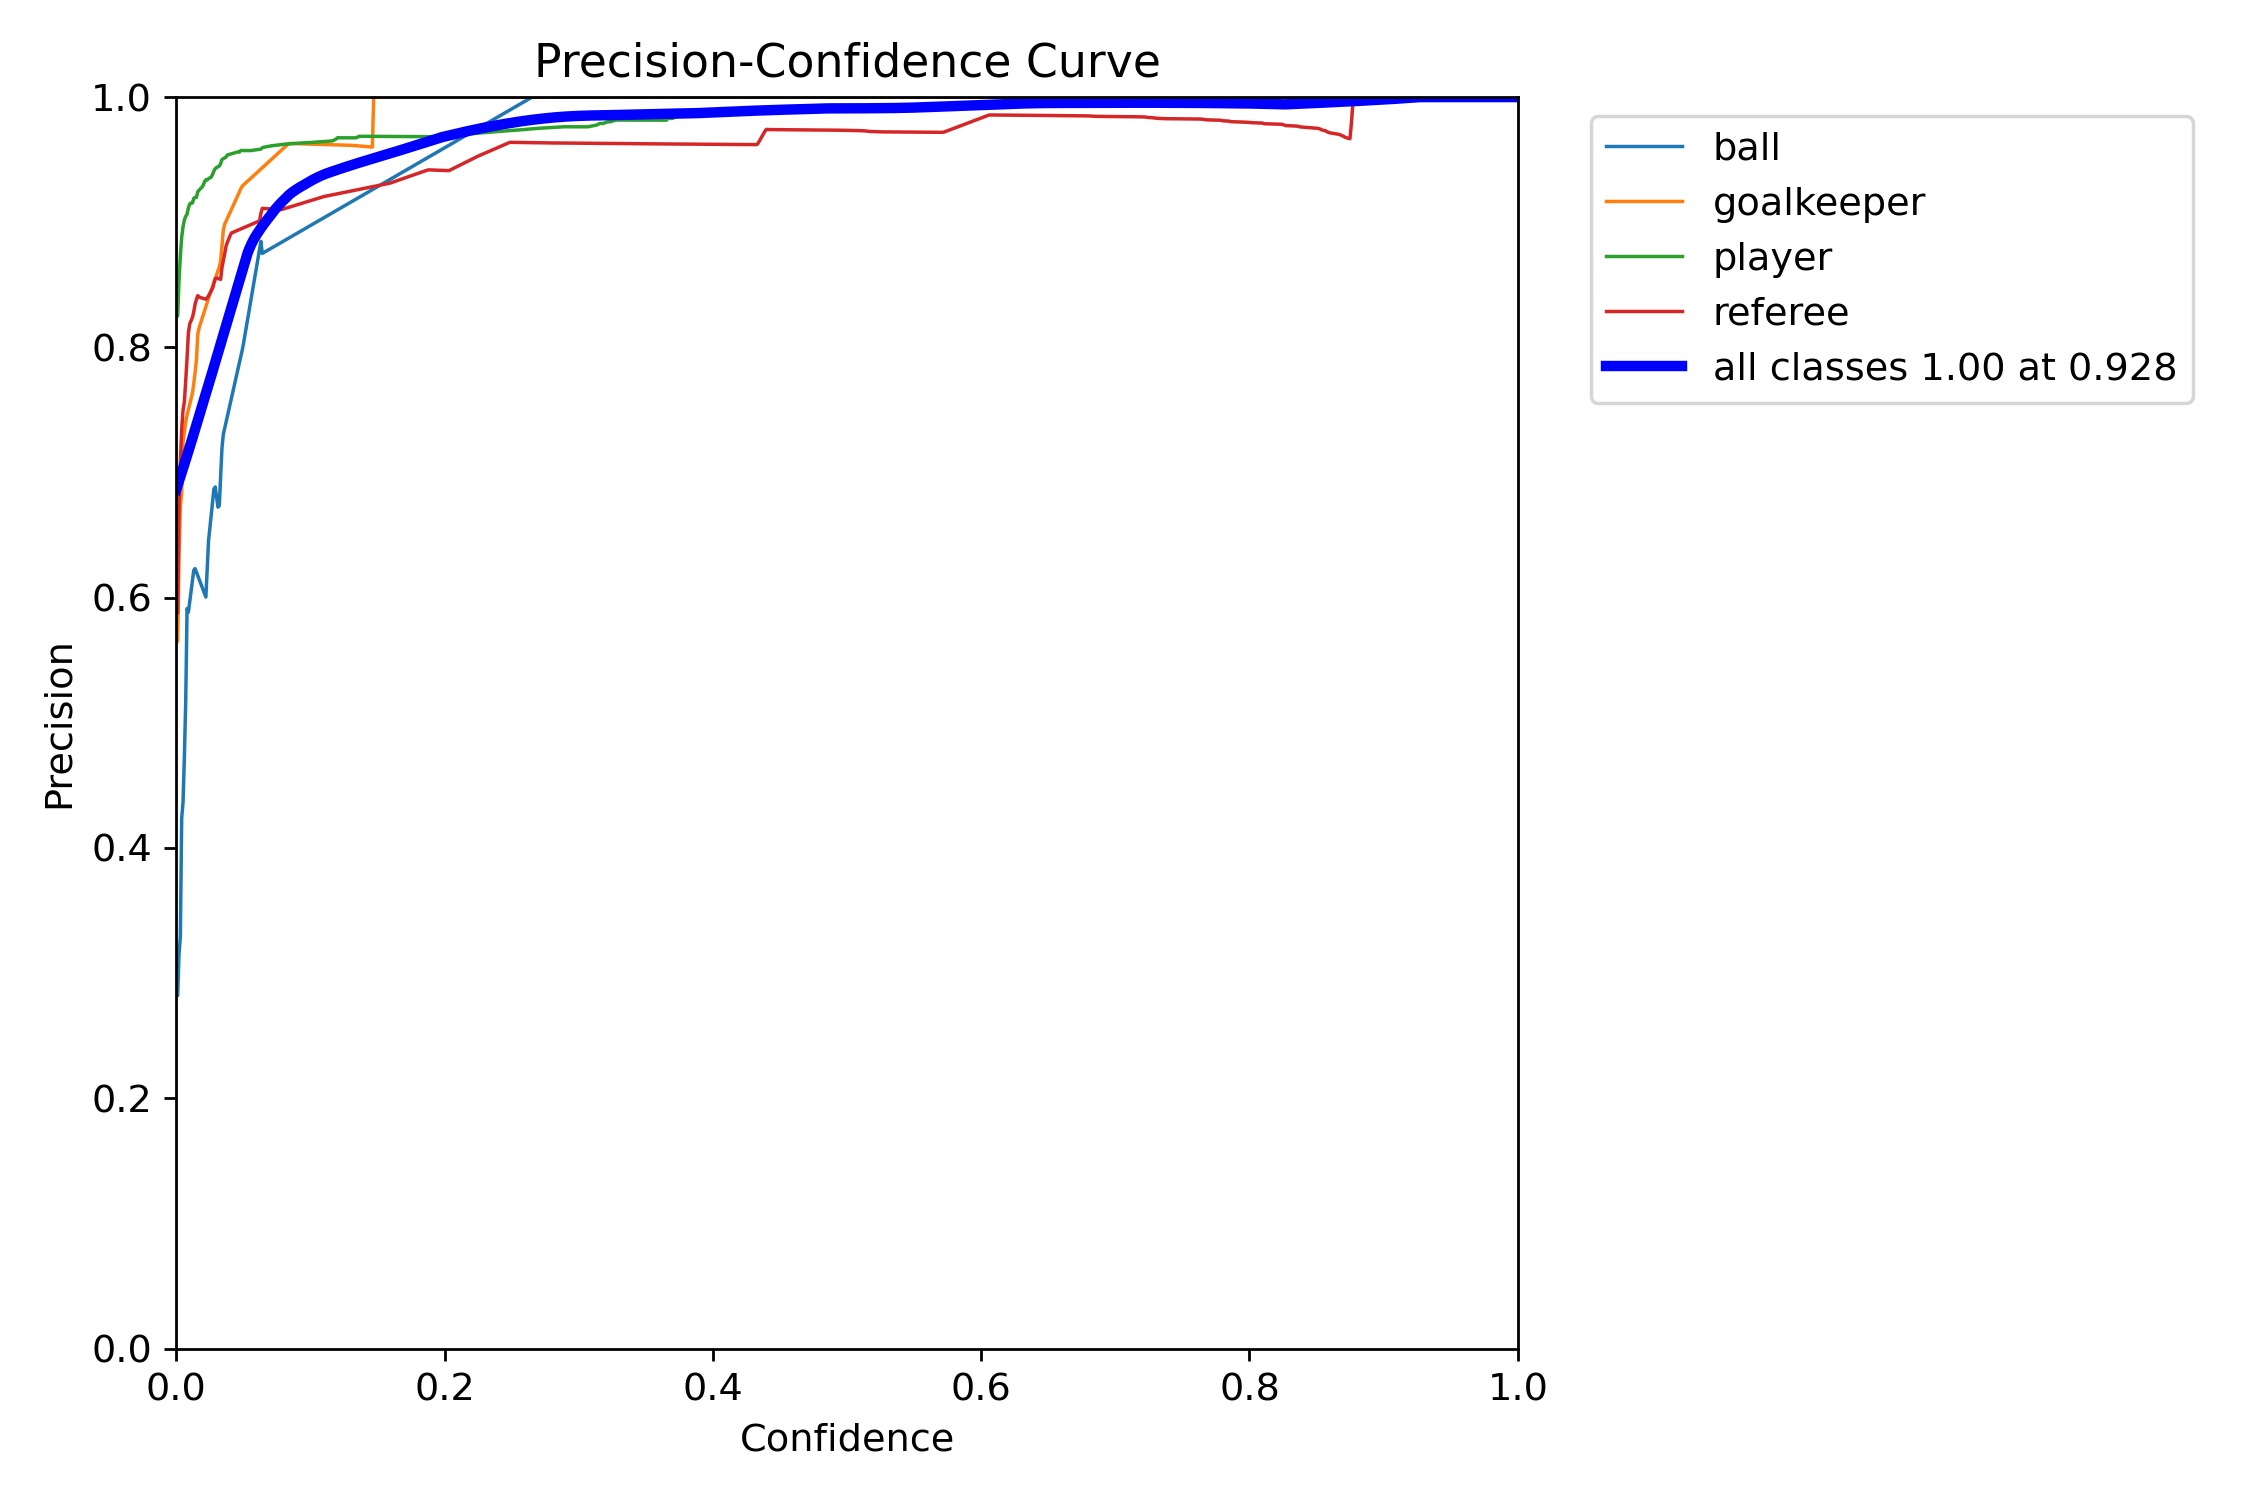 Precision-Confidence Curve
1.0
0.8
0.6
0.4
0.2
0.0
Precision
0.0 0.2 0.4 0.6 0.8 1.0
Confidence
ball
goalkeeper
player
referee
all classes 1.00 at 0.928